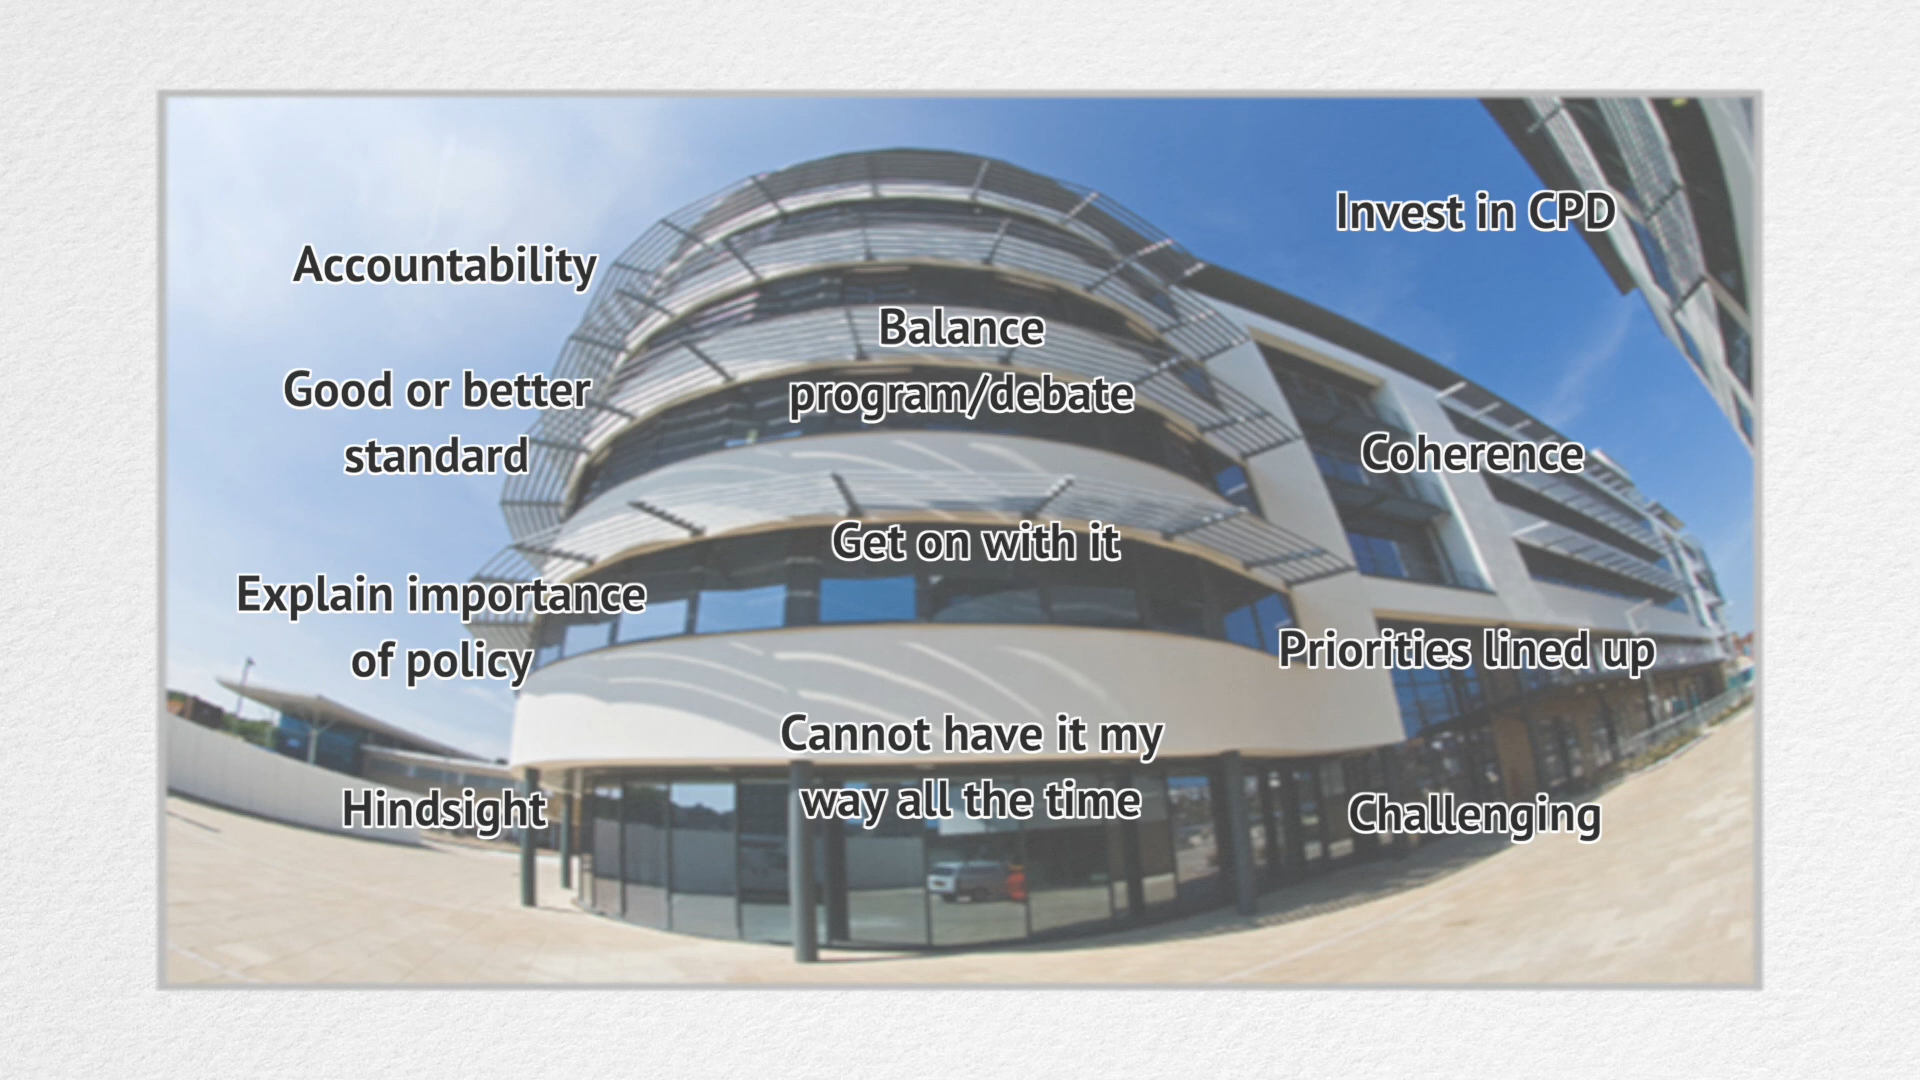 Accountability
Good or better
standard
Explain importance
of policy
Hindsight
Balance
program/debate
Get on with it
Cannot have it my
way all the time
Invest in CPD
Coherence
Priorities lined up
Challenging